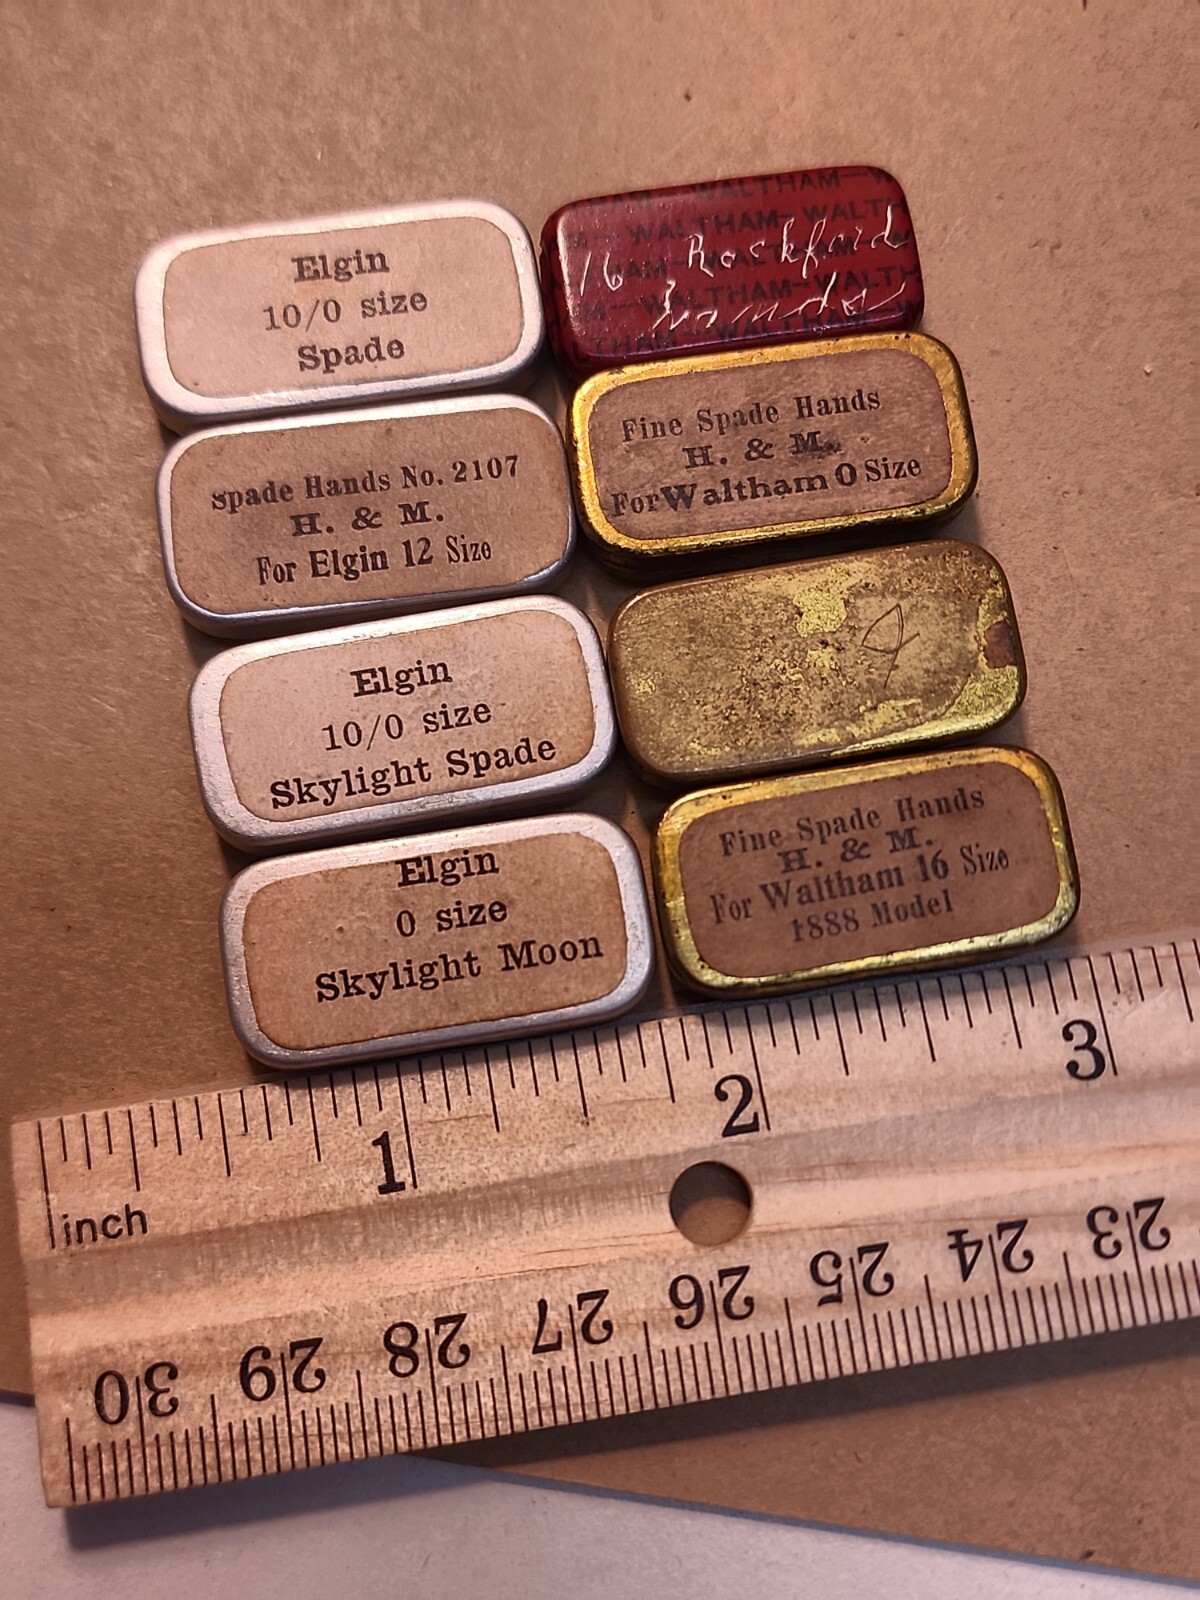 Elgin
10/0 size
Spade
WALTHAM—WALTHAM
16 Rockford
hands
Spade Hands No. 2107
H. & M.
For Elgin 12 Size
Fine Spade Hands
H. & M.
For Waltham 0 Size
Elgin
10/0 size
Skylight Spade
Elgin
0 size
Skylight Moon
Fine Spade Hands
H. & M.
For Waltham 16 Size
1888 Model
1 2 3
inch
30 29 28 27 26 25 24 23